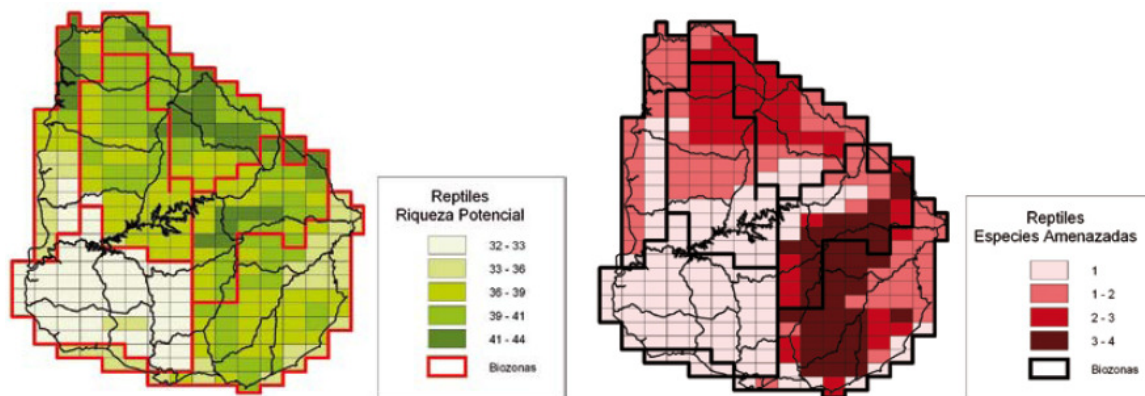 Reptiles
Riqueza Potencial
32 - 33
33 - 36
36 - 39
39 - 41
41 - 44
Biozonas
Reptiles
Especies Amenazadas
1
1 - 2
2 - 3
3 - 4
Biozonas